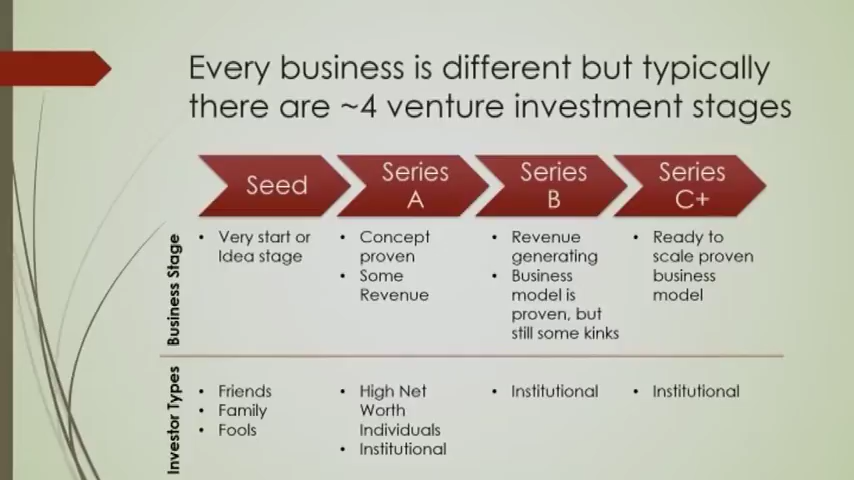 Every business is different but typically
there are ~4 venture investment stages
Seed
Series
A
Series
B
Series
C+
Business Stage
• Very start or
Idea stage
• Concept
proven
• Some
Revenue
• Revenue
generating
• Business
model is
proven, but
still some kinks
• Ready to
scale proven
business
model
Investor Types
• Friends
• Family
• Fools
• High Net
Worth
Individuals
• Institutional
• Institutional
• Institutional